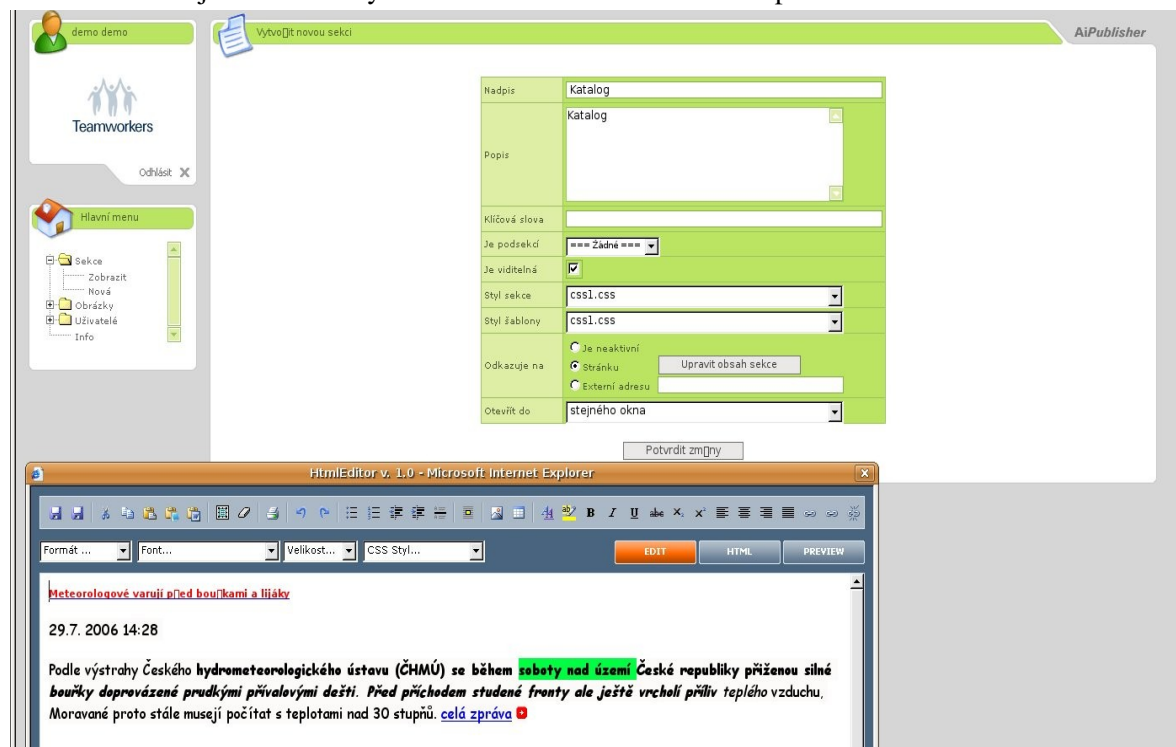 demo demo
Vytvo▯it novou sekci
AiPublisher
Teamworkers
Odhlásit
Hlavní menu
Sekce
Zobrazit
Nová
Obrázky
Uživatelé
Info
Nadpis Katalog
Popis Katalog
Klíčová slova
Je podsekcí === Žádné ===
Je viditelná
Styl sekce css1.css
Styl šablony css1.css
Odkazuje na
Je neaktivní
Stránku Upravit obsah sekce
Externí adresu
Otevřít do stejného okna
Potvrdit zm▯ny
HtmlEditor v. 1.0 - Microsoft Internet Explorer
Formát ... Font... Velikost... CSS Styl... EDIT HTML PREVIEW
Meteorologové varují p▯ed bou▯kami a lijáky
29.7. 2006 14:28
Podle výstrahy Českého hydrometeorologického ústavu (ČHMÚ) se během soboty nad území České republiky přiženou silné
bouřky doprovázené prudkými přívalovými dešti. Před příchodem studené fronty ale ještě vrcholí příliv teplého vzduchu,
Moravané proto stále musejí počítat s teplotami nad 30 stupňů. celá zpráva